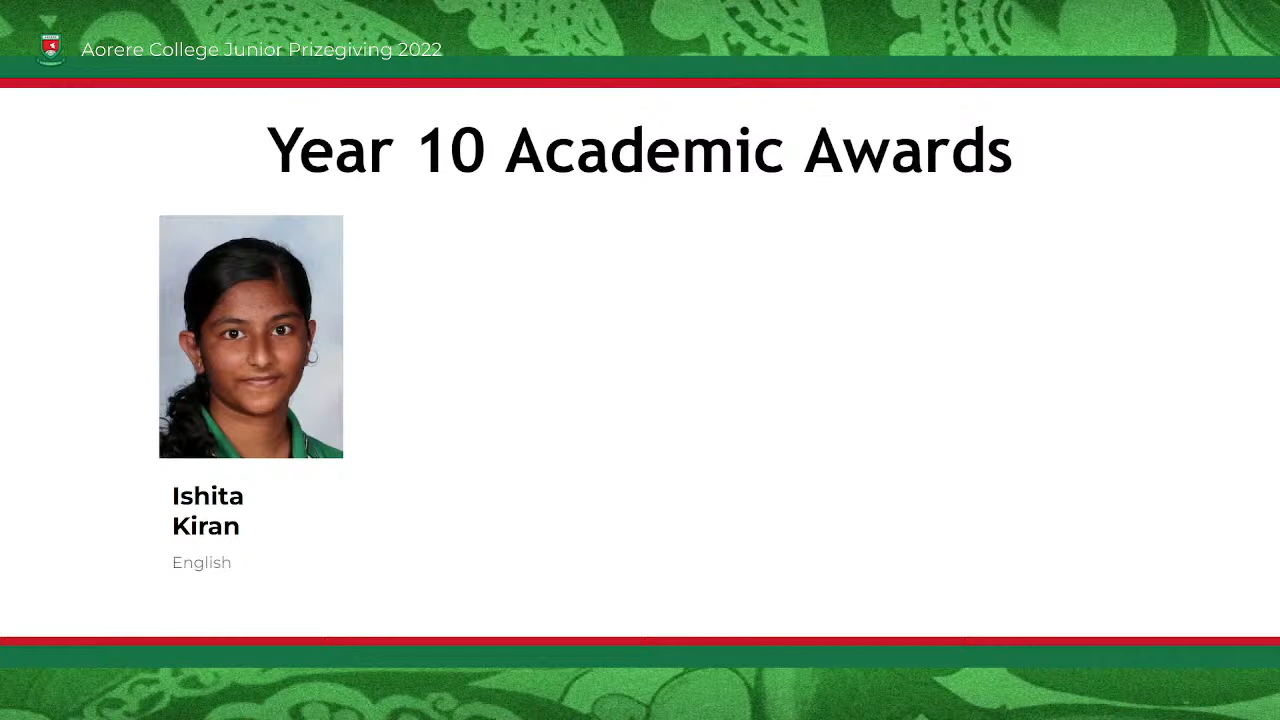 Aorere College Junior Prizegiving 2022
Year 10 Academic Awards
Ishita
Kiran
English